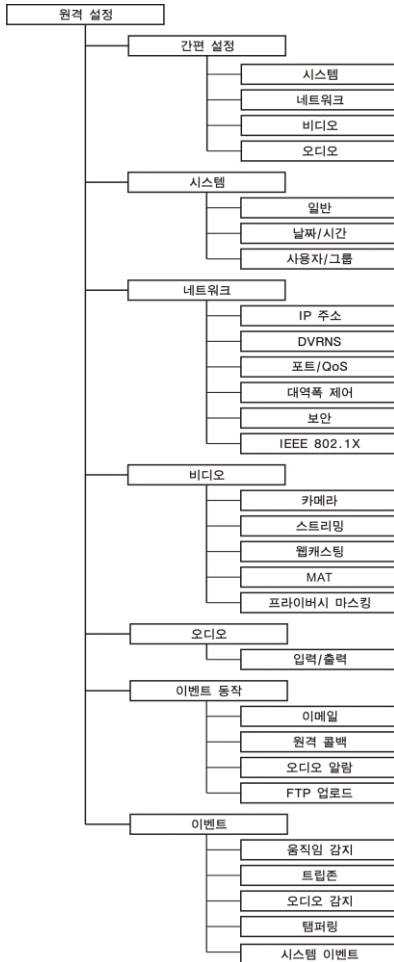 원격 설정
간편 설정
시스템
네트워크
비디오
오디오
시스템
일반
날짜/시간
사용자/그룹
네트워크
IP 주소
DVRNS
포트/QoS
대역폭 제어
보안
IEEE 802.1X
비디오
카메라
스트리밍
웹캐스팅
MAT
프라이버시 마스킹
오디오
입력/출력
이벤트 동작
이메일
원격 콜백
오디오 알람
FTP 업로드
이벤트
움직임 감지
트립존
오디오 감지
탬퍼링
시스템 이벤트